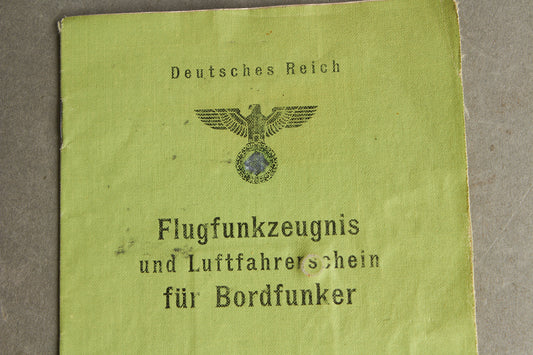 Deutsches Reich
Flugfunkzeugnis
und Luftfahrerschein
für Bordfunker